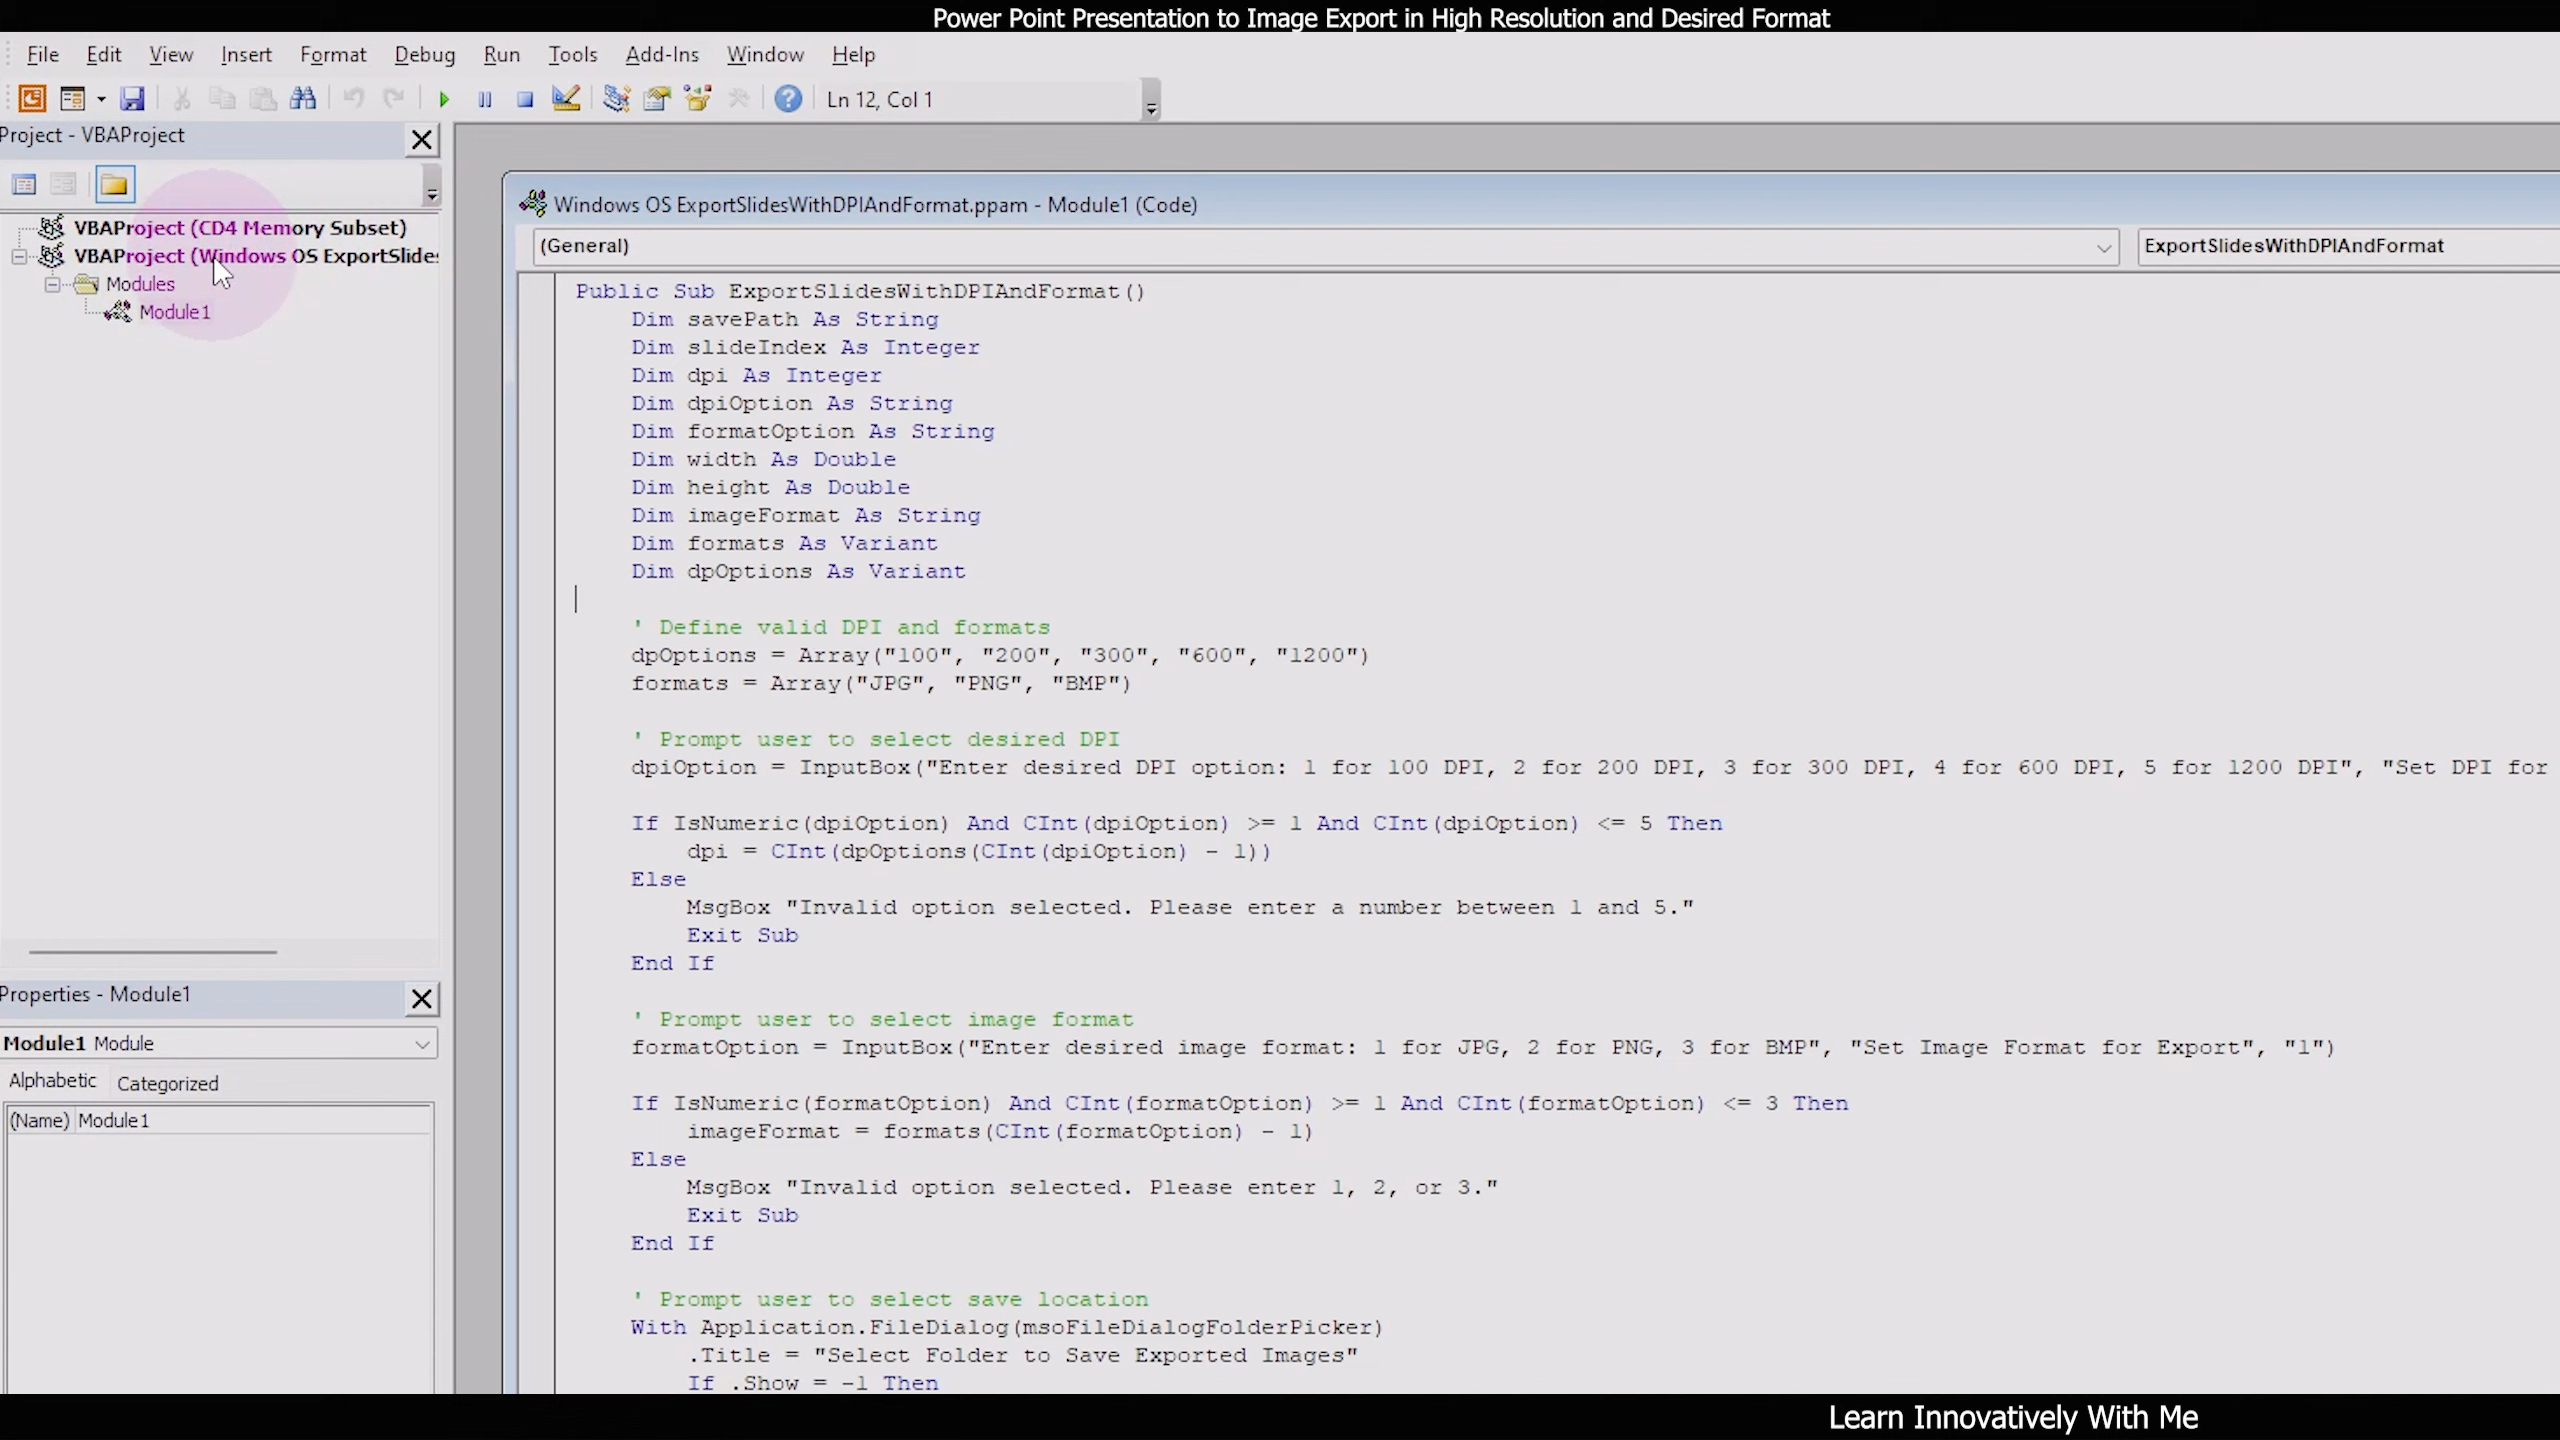 Power Point Presentation to Image Export in High Resolution and Desired Format
File Edit View Insert Format Debug Run Tools Add-Ins Window Help
Ln 12, Col 1
Project - VBAProject
VBAProject (CD4 Memory Subset)
VBAProject (Windows OS ExportSlides
Modules
Module1
Properties - Module1
Module1 Module
Alphabetic Categorized
(Name) Module1
Windows OS ExportSlidesWithDPIAndFormat.ppam - Module1 (Code)
(General) ExportSlidesWithDPIAndFormat
Public Sub ExportSlidesWithDPIAndFormat()
Dim savePath As String
Dim slideIndex As Integer
Dim dpi As Integer
Dim dpiOption As String
Dim formatOption As String
Dim width As Double
Dim height As Double
Dim imageFormat As String
Dim formats As Variant
Dim dpOptions As Variant
' Define valid DPI and formats
dpOptions = Array("100", "200", "300", "600", "1200")
formats = Array("JPG", "PNG", "BMP")
' Prompt user to select desired DPI
dpiOption = InputBox("Enter desired DPI option: 1 for 100 DPI, 2 for 200 DPI, 3 for 300 DPI, 4 for 600 DPI, 5 for 1200 DPI", "Set DPI for
If IsNumeric(dpiOption) And CInt(dpiOption) >= 1 And CInt(dpiOption) <= 5 Then
dpi = CInt(dpOptions(CInt(dpiOption) - 1))
Else
MsgBox "Invalid option selected. Please enter a number between 1 and 5."
Exit Sub
End If
' Prompt user to select image format
formatOption = InputBox("Enter desired image format: 1 for JPG, 2 for PNG, 3 for BMP", "Set Image Format for Export", "1")
If IsNumeric(formatOption) And CInt(formatOption) >= 1 And CInt(formatOption) <= 3 Then
imageFormat = formats(CInt(formatOption) - 1)
Else
MsgBox "Invalid option selected. Please enter 1, 2, or 3."
Exit Sub
End If
' Prompt user to select save location
With Application.FileDialog(msoFileDialogFolderPicker)
.Title = "Select Folder to Save Exported Images"
If .Show = -1 Then
Learn Innovatively With Me